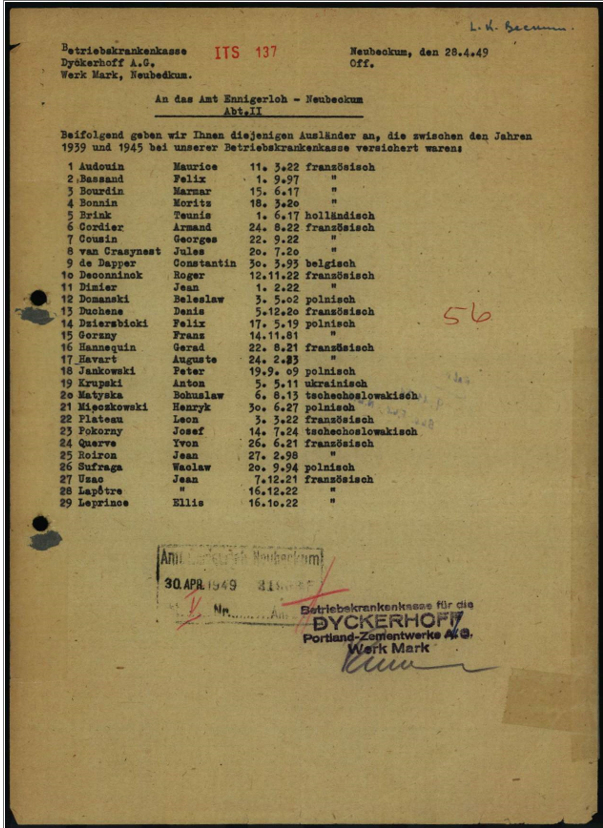 L. K. Beckum.
Betriebskrankenkasse ITS 137 Neubeckum, den 28.4.49
Dyckerhoff A.G. Off.
Werk Mark, Neubedkum.
An das Amt Ennigerloh - Neubeckum
Abt.II
Beifolgend geben wir Ihnen diejenigen Ausländer an, die zwischen den Jahren
1939 und 1945 bei unserer Betriebskrankenkasse versichert waren:
1 Audouin Maurice 11. 3.22 französisch
2 Bassand Felix 1. 9.97 "
3 Bourdin Marmar 15. 6.17 "
4 Bonnin Moritz 18. 3.20 "
5 Brink Teunis 1. 6.17 holländisch
6 Cordier Armand 24. 8.22 französisch
7 Cousin Georges 22. 9.22 "
8 van Crasynest Jules 20. 7.20 "
9 de Dapper Constantin 30. 3.93 belgisch
10 Deconninck Roger 12.11.22 französisch
11 Dimier Jean 1. 2.22 "
12 Domanski Beleslaw 3. 5.02 polnisch
13 Duchene Denis 5.12.20 französisch
14 Dziersbicki Felix 17. 5.19 polnisch
15 Gorzny Franz 14.11.81 "
16 Hannequin Gerad 22. 8.21 französisch
17 Havart Auguste 24. 2.23 "
18 Jankowski Peter 19.9. 09 polnisch
19 Krupski Anton 5. 5.11 ukrainisch
20 Matyska Bohuslaw 6. 8.13 tschechoslowakisch
21 Mieczkowski Henryk 30. 6.27 polnisch
22 Plateau Leon 3. 3.22 französisch
23 Pokorny Josef 14. 7.24 tschechoslowakisch
24 Querve Yvon 26. 6.21 französisch
25 Roiron Jean 27. 2.98 "
26 Sufraga Waclaw 20. 9.94 polnisch
27 Uzac Jean 7.12.21 französisch
28 Lapôtre " 16.12.22 "
29 Leprince Ellis 16.10.22 "
56
Neubeckum
30. APR. 1949
Nr.
Betriebskrankenkasse für die
DYCKERHOFF
Portland-Zementwerke A.G.
Werk Mark